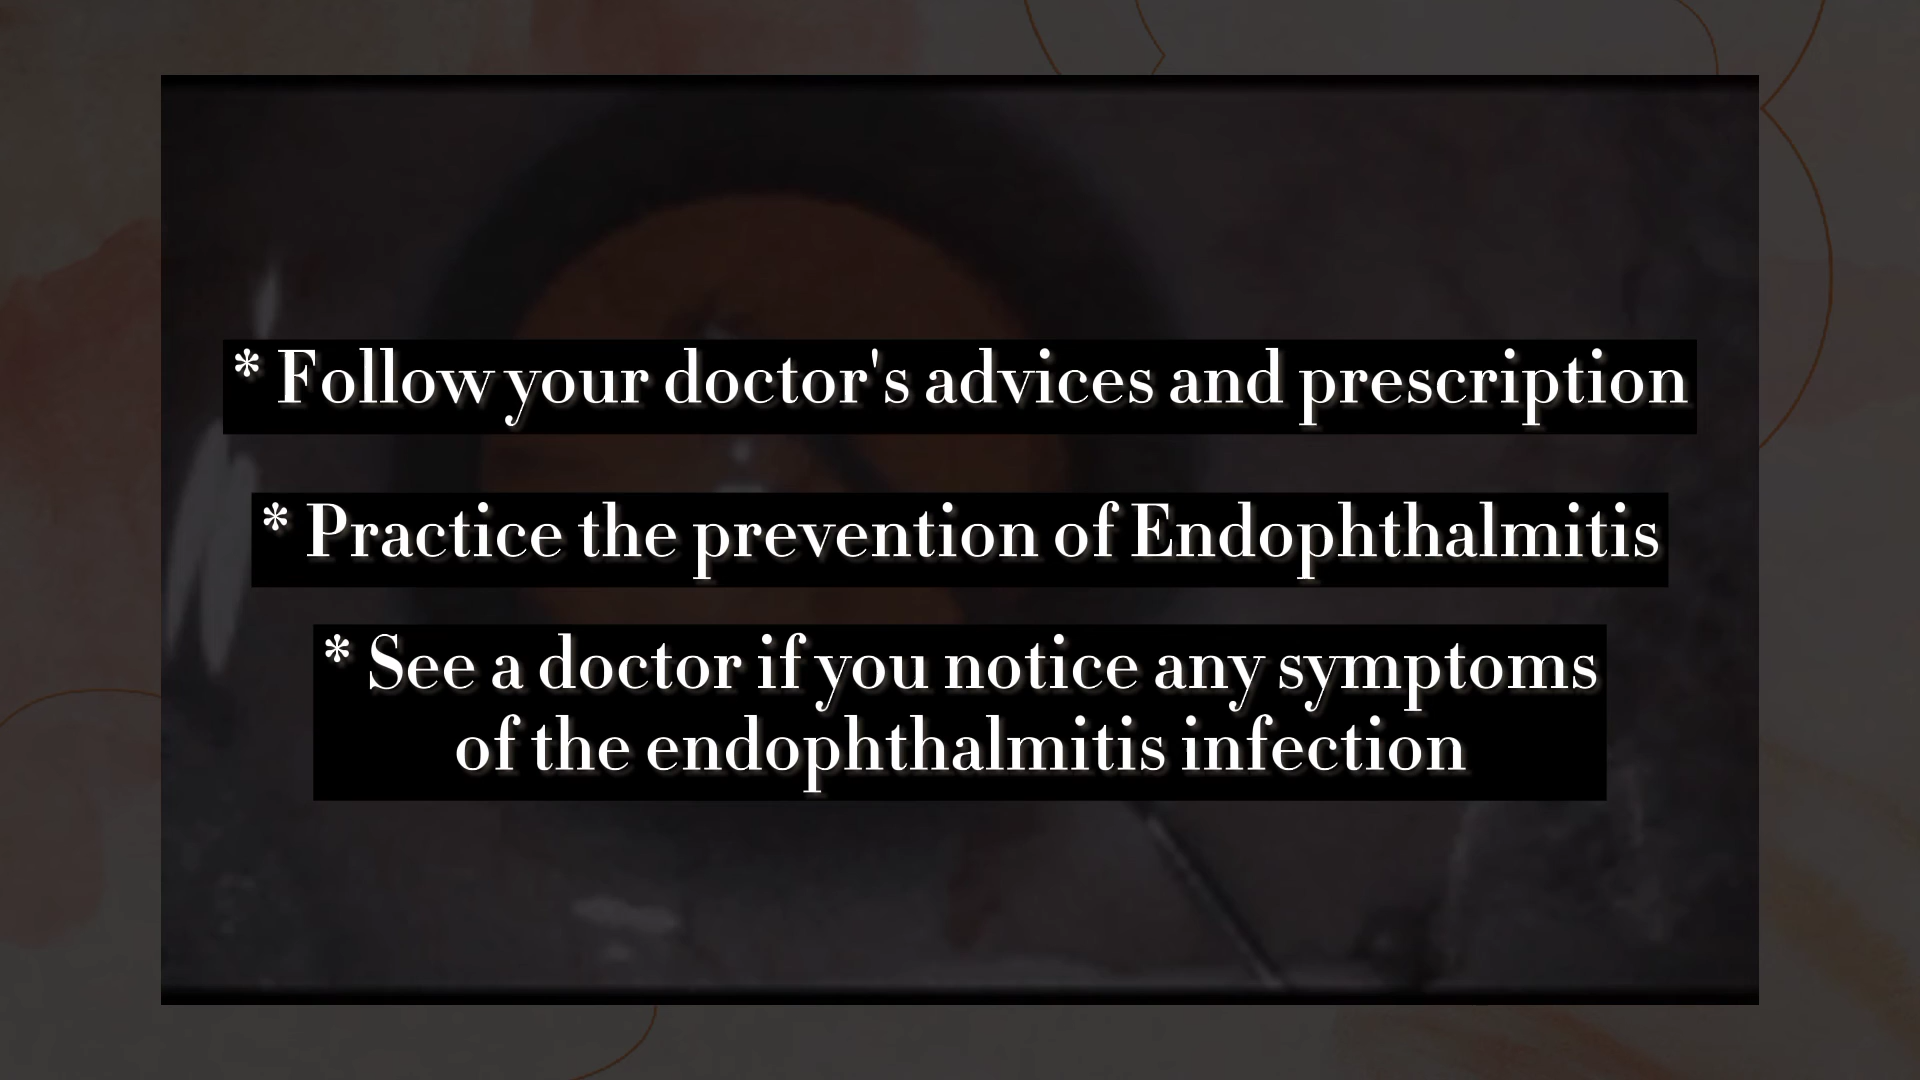 * Follow your doctor's advices and prescription
* Practice the prevention of Endophthalmitis
* See a doctor if you notice any symptoms
of the endophthalmitis infection